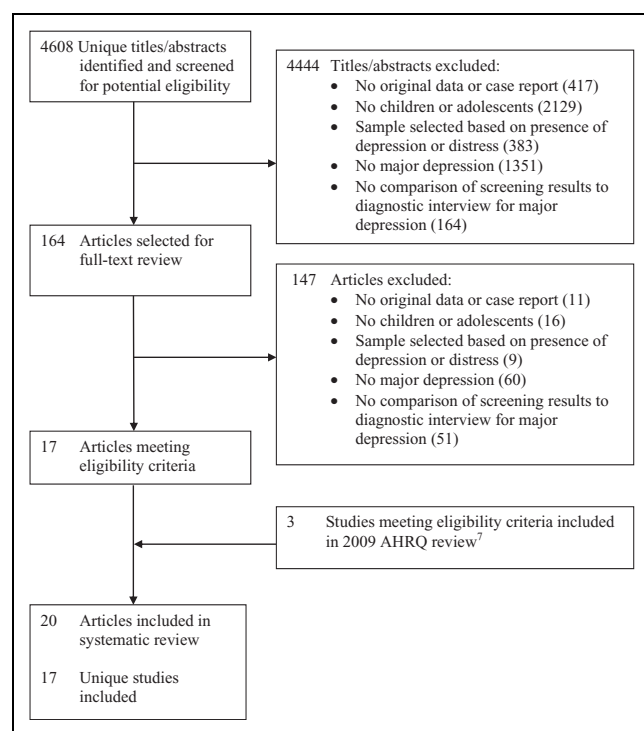 4608 Unique titles/abstracts
identified and screened
for potential eligibility
4444 Titles/abstracts excluded:
• No original data or case report (417)
• No children or adolescents (2129)
• Sample selected based on presence of
depression or distress (383)
• No major depression (1351)
• No comparison of screening results to
diagnostic interview for major
depression (164)
164 Articles selected for
full-text review
147 Articles excluded:
• No original data or case report (11)
• No children or adolescents (16)
• Sample selected based on presence of
depression or distress (9)
• No major depression (60)
• No comparison of screening results to
diagnostic interview for major
depression (51)
17 Articles meeting
eligibility criteria
3 Studies meeting eligibility criteria included
in 2009 AHRQ review7
20 Articles included in
systematic review
17 Unique studies
included